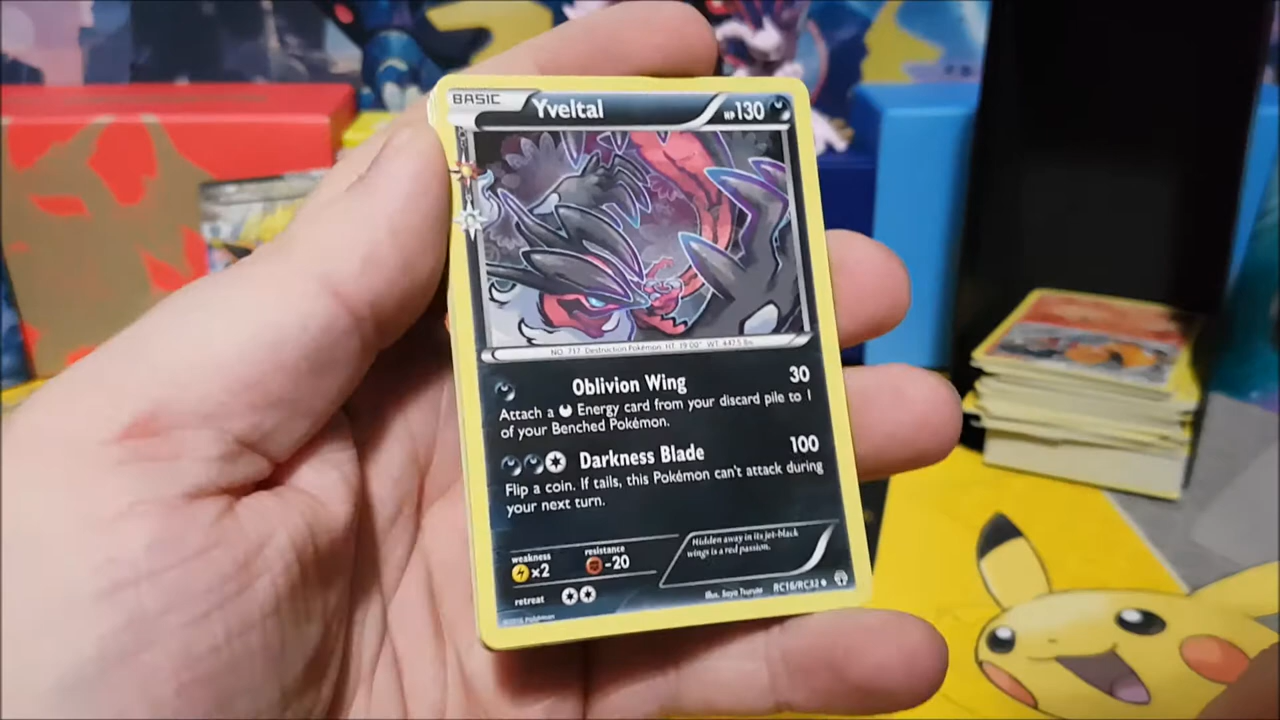 BASIC Yveltal HP130
NO. 717 Destruction Pokémon HT. 19'00" WT. 447.5 lbs
Oblivion Wing 30
Attach a Energy card from your discard pile to 1
of your Benched Pokémon.
Darkness Blade 100
Flip a coin. If tails, this Pokémon can't attack during
your next turn.
weakness resistance
×2 -20
Hidden away in its jet-black
wings is a red passion.
retreat
Illus. Saya Tsuruta RC16/RC32
©2016 Pokémon